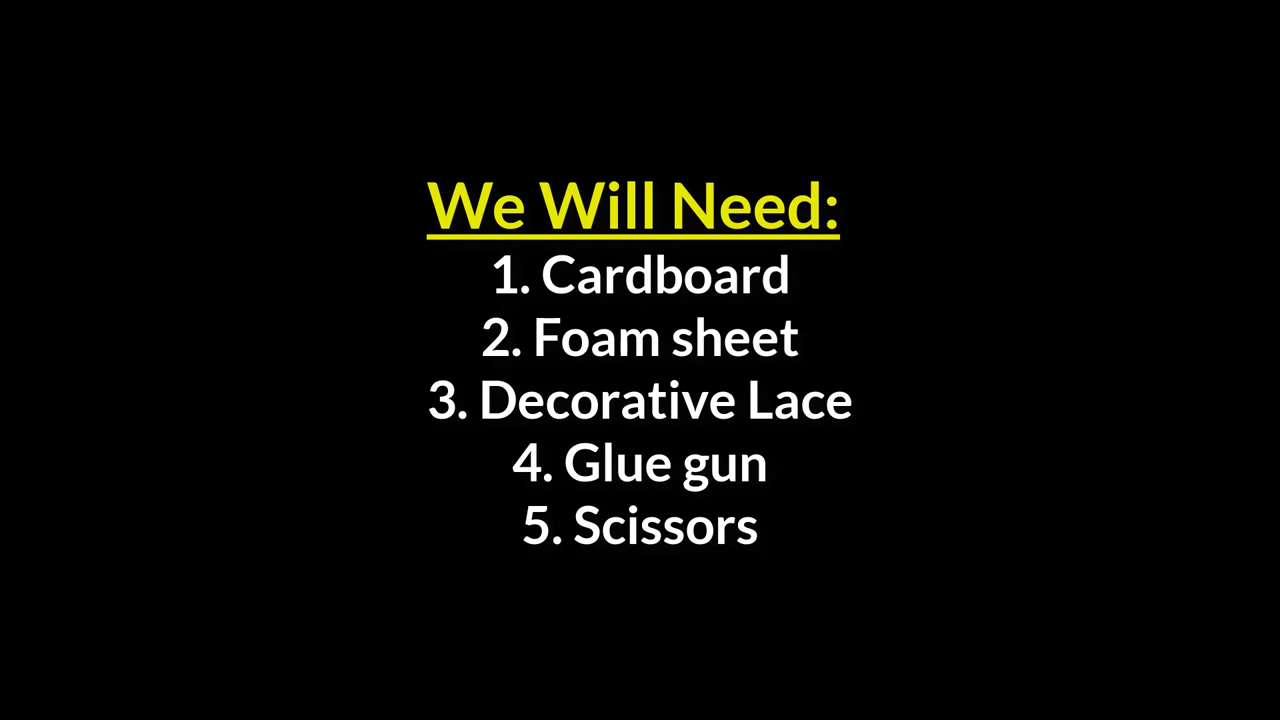 We Will Need:
1. Cardboard
2. Foam sheet
3. Decorative Lace
4. Glue gun
5. Scissors